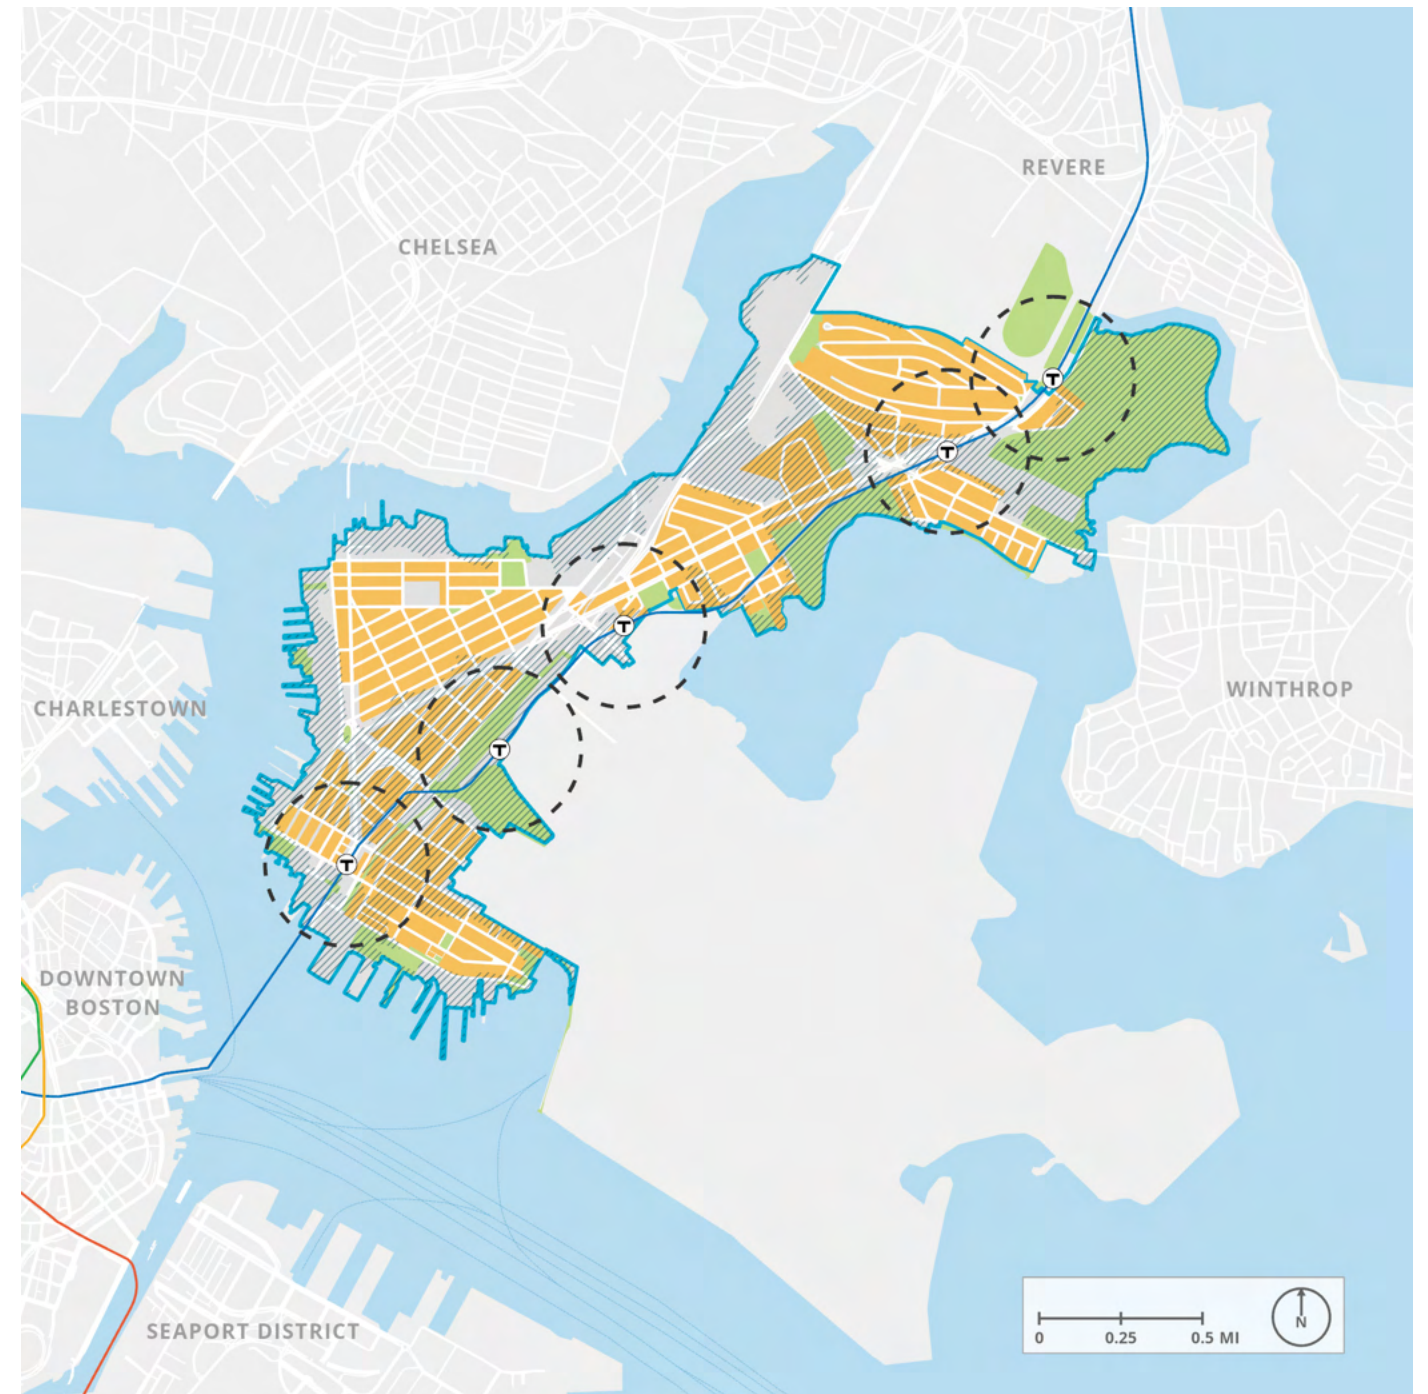 REVERE
CHELSEA
T
T
T
WINTHROP
CHARLESTOWN
T
T
DOWNTOWN
BOSTON
SEAPORT DISTRICT
N
0 0.25 0.5 MI